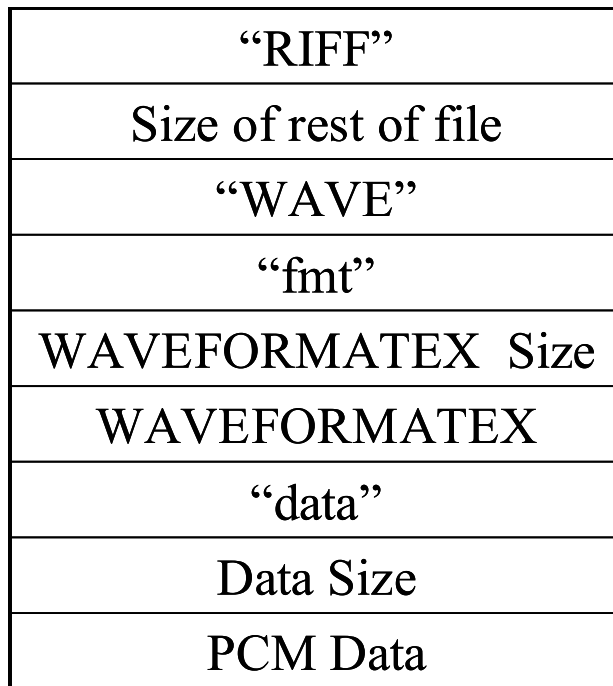 “RIFF”
Size of rest of file
“WAVE”
“fmt”
WAVEFORMATEX  Size
WAVEFORMATEX
“data”
Data Size
PCM Data